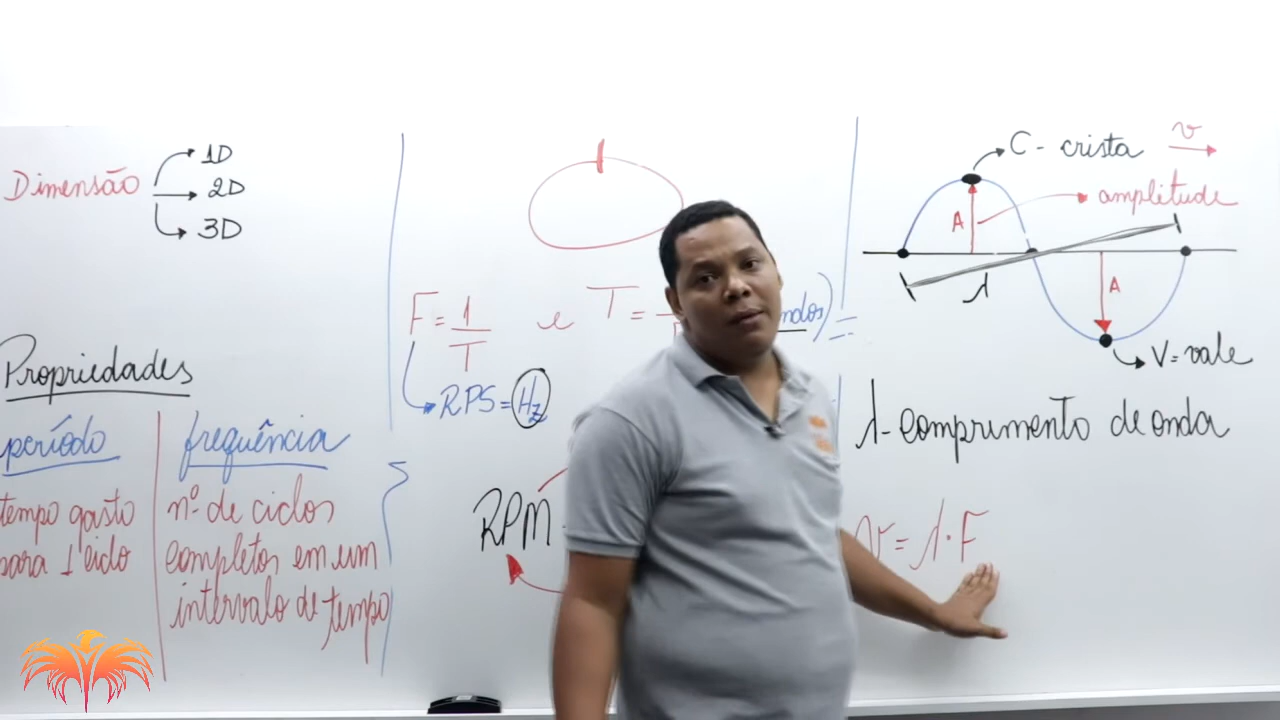 Dimensão
1D
2D
3D
Propriedades
período
tempo gasto
para 1 ciclo
frequência
nº de ciclos
completos em um
intervalo de tempo
F = 1/T e T =
RPS = Hz
RPM
C - crista
v
A
amplitude
λ
A
V = vale
λ - comprimento de onda
v = λ · F